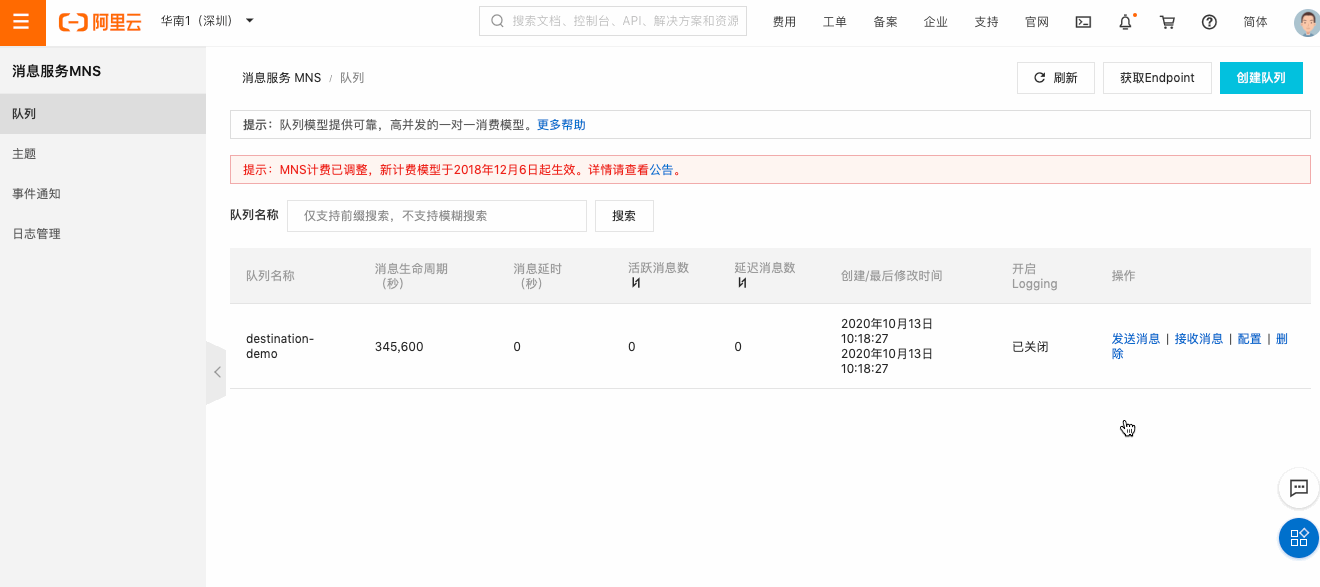 阿里云 华南1（深圳） 搜索文档、控制台、API、解决方案和资源 费用 工单 备案 企业 支持 官网 简体
消息服务MNS
队列
主题
事件通知
日志管理
消息服务 MNS / 队列
刷新 获取Endpoint 创建队列
提示：队列模型提供可靠，高并发的一对一消费模型。更多帮助
提示：MNS计费已调整，新计费模型于2018年12月6日起生效。详情请查看公告。
队列名称 仅支持前缀搜索，不支持模糊搜索 搜索
队列名称 消息生命周期（秒） 消息延时（秒） 活跃消息数 延迟消息数 创建/最后修改时间 开启Logging 操作
destination-demo 345,600 0 0 0 2020年10月13日 10:18:27 2020年10月13日 10:18:27 已关闭 发送消息 | 接收消息 | 配置 | 删除